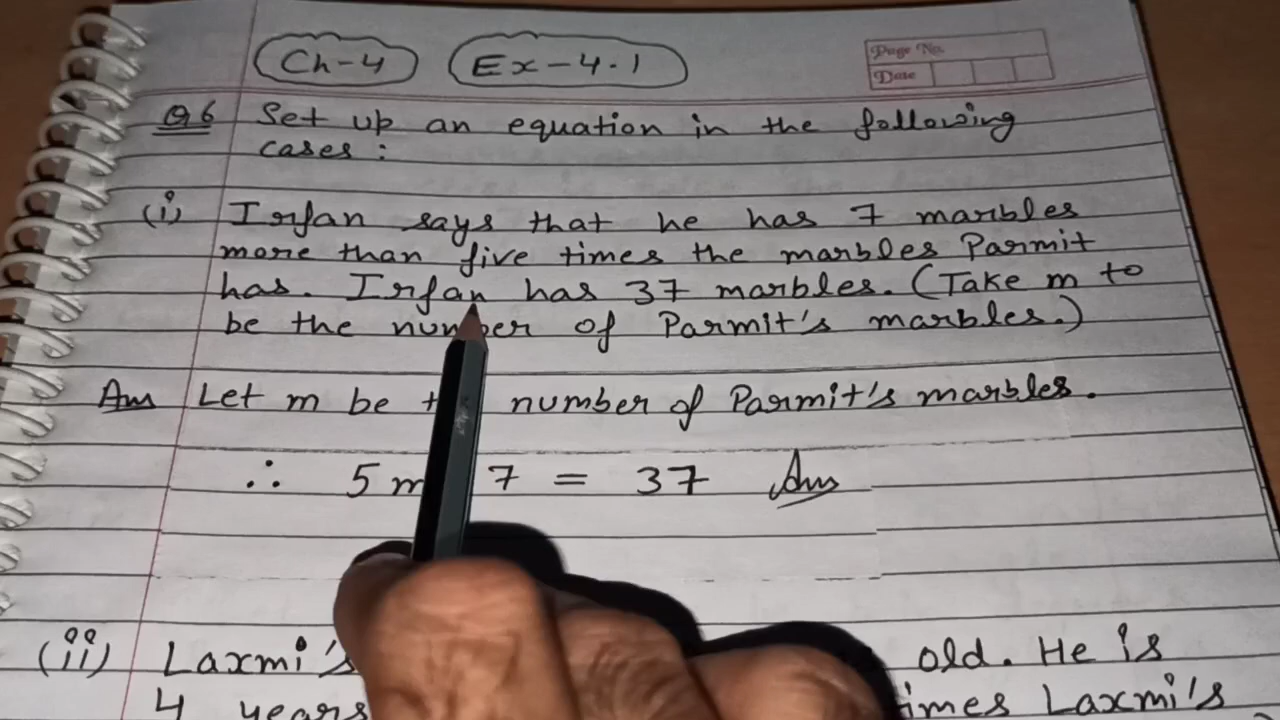 Ch-4 Ex-4.1
Page No.
Date
Q6 Set up an equation in the following
cases:
(i) Irfan says that he has 7 marbles
more than five times the marbles Parmit
has. Irfan has 37 marbles. (Take m to
be the number of Parmit's marbles.)
Ans Let m be number of Parmit's marbles.
∴ 5m 7 = 37 Ans
(ii) Laxmi's old. He is
4 years Laxmi's